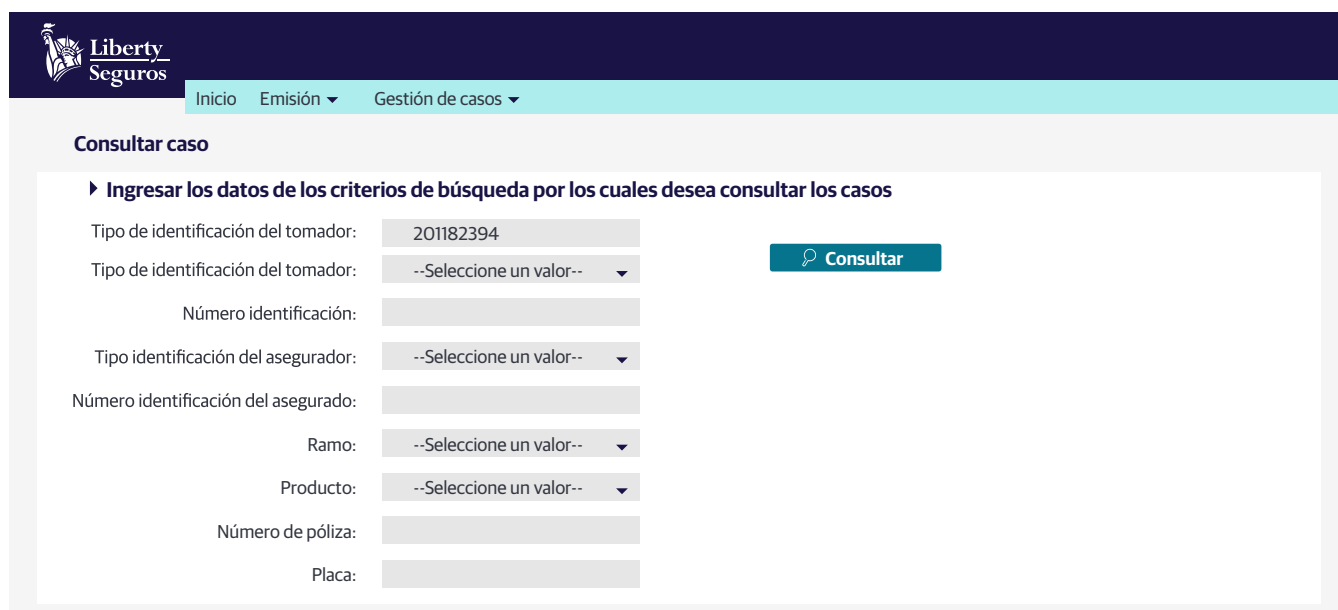 Liberty
Seguros
Inicio Emisión Gestión de casos
Consultar caso
Ingresar los datos de los criterios de búsqueda por los cuales desea consultar los casos
Tipo de identificación del tomador: 201182394
Consultar
Tipo de identificación del tomador: --Seleccione un valor--
Número identificación:
Tipo identificación del asegurador: --Seleccione un valor--
Número identificación del asegurado:
Ramo: --Seleccione un valor--
Producto: --Seleccione un valor--
Número de póliza:
Placa: